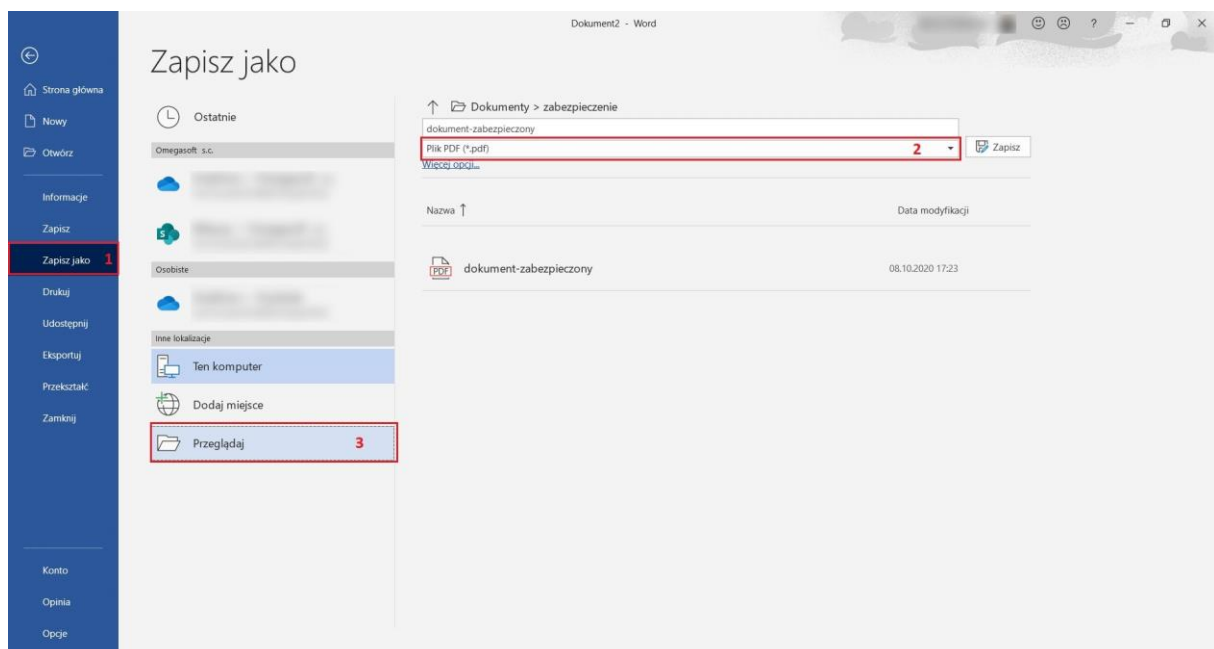 Dokument2 - Word
?
Zapisz jako
Strona główna
Nowy
Otwórz
Informacje
Zapisz
Zapisz jako 1
Drukuj
Udostępnij
Eksportuj
Przekształć
Zamknij
Konto
Opinia
Opcje
Ostatnie
Omegasoft s.c.
S
Osobiste
Inne lokalizacje
Ten komputer
Dodaj miejsce
Przeglądaj 3
Dokumenty > zabezpieczenie
dokument-zabezpieczony
Plik PDF (*.pdf) 2
Zapisz
Więcej opcji...
Nazwa ↑ Data modyfikacji
PDF dokument-zabezpieczony 08.10.2020 17:23